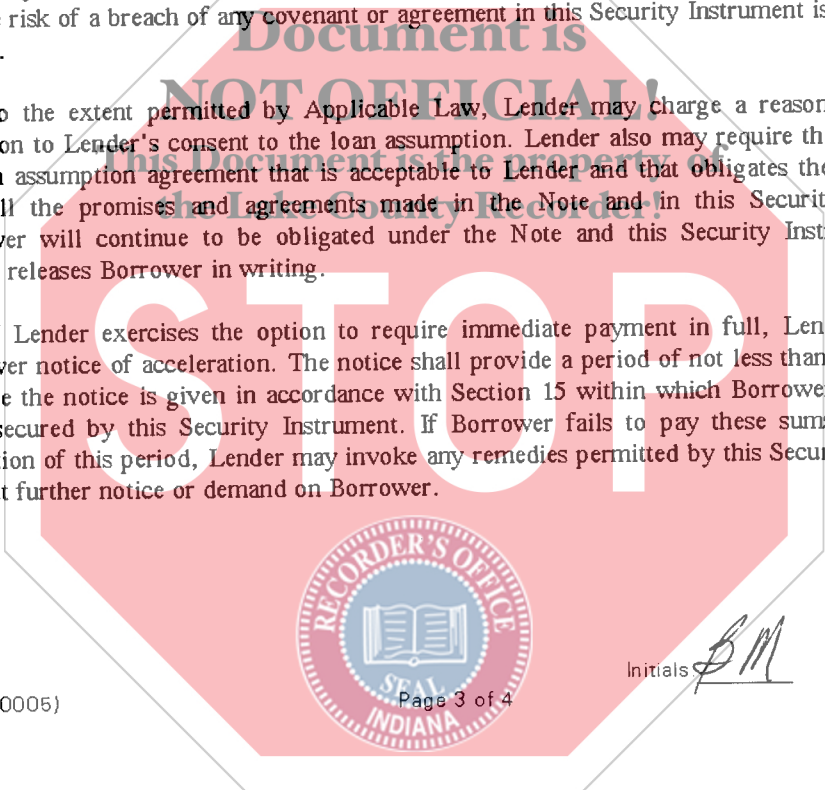 risk of a breach of any covenant or agreement in this Security Instrument is
Document is
NOT OFFICIAL!
the extent permitted by Applicable Law, Lender may charge a reason
on to Lender's consent to the loan assumption. Lender also may require th
This Document is the property of
assumption agreement that is acceptable to Lender and that obligates the
the Lake County Recorder!
ll the promises and agreements made in the Note and in this Securit
ver will continue to be obligated under the Note and this Security Inst
releases Borrower in writing.
STOP
Lender exercises the option to require immediate payment in full, Len
ver notice of acceleration. The notice shall provide a period of not less than
e the notice is given in accordance with Section 15 within which Borrowe
secured by this Security Instrument. If Borrower fails to pay these sums
tion of this period, Lender may invoke any remedies permitted by this Secur
t further notice or demand on Borrower.
RECORDER'S OFFICE
SEAL
INDIANA
Initials: BM
0005)
Page 3 of 4